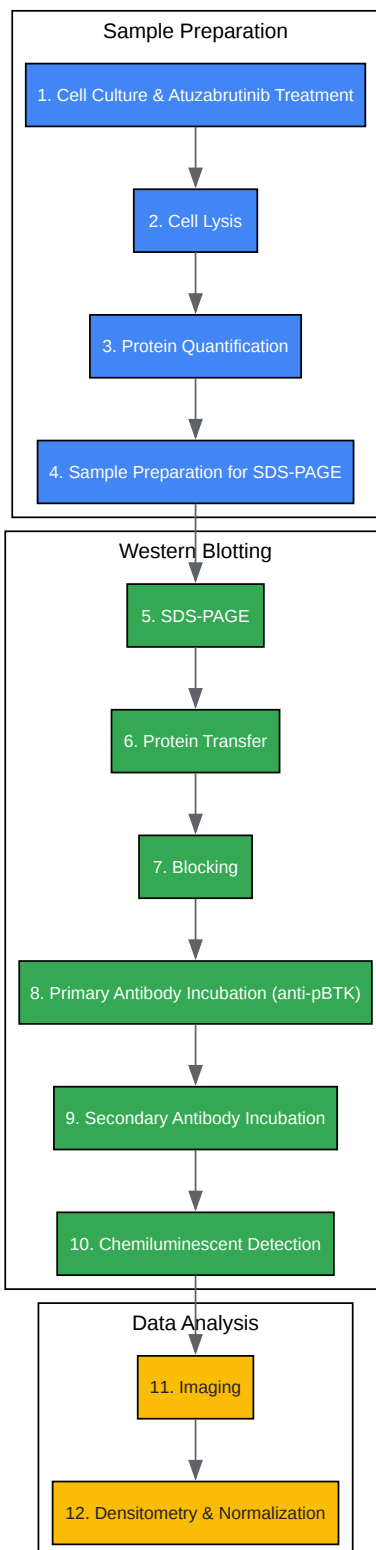 Sample Preparation
1. Cell Culture & Atuzabrutinib Treatment
2. Cell Lysis
3. Protein Quantification
4. Sample Preparation for SDS-PAGE
Western Blotting
5. SDS-PAGE
6. Protein Transfer
7. Blocking
8. Primary Antibody Incubation (anti-pBTK)
9. Secondary Antibody Incubation
10. Chemiluminescent Detection
Data Analysis
11. Imaging
12. Densitometry & Normalization